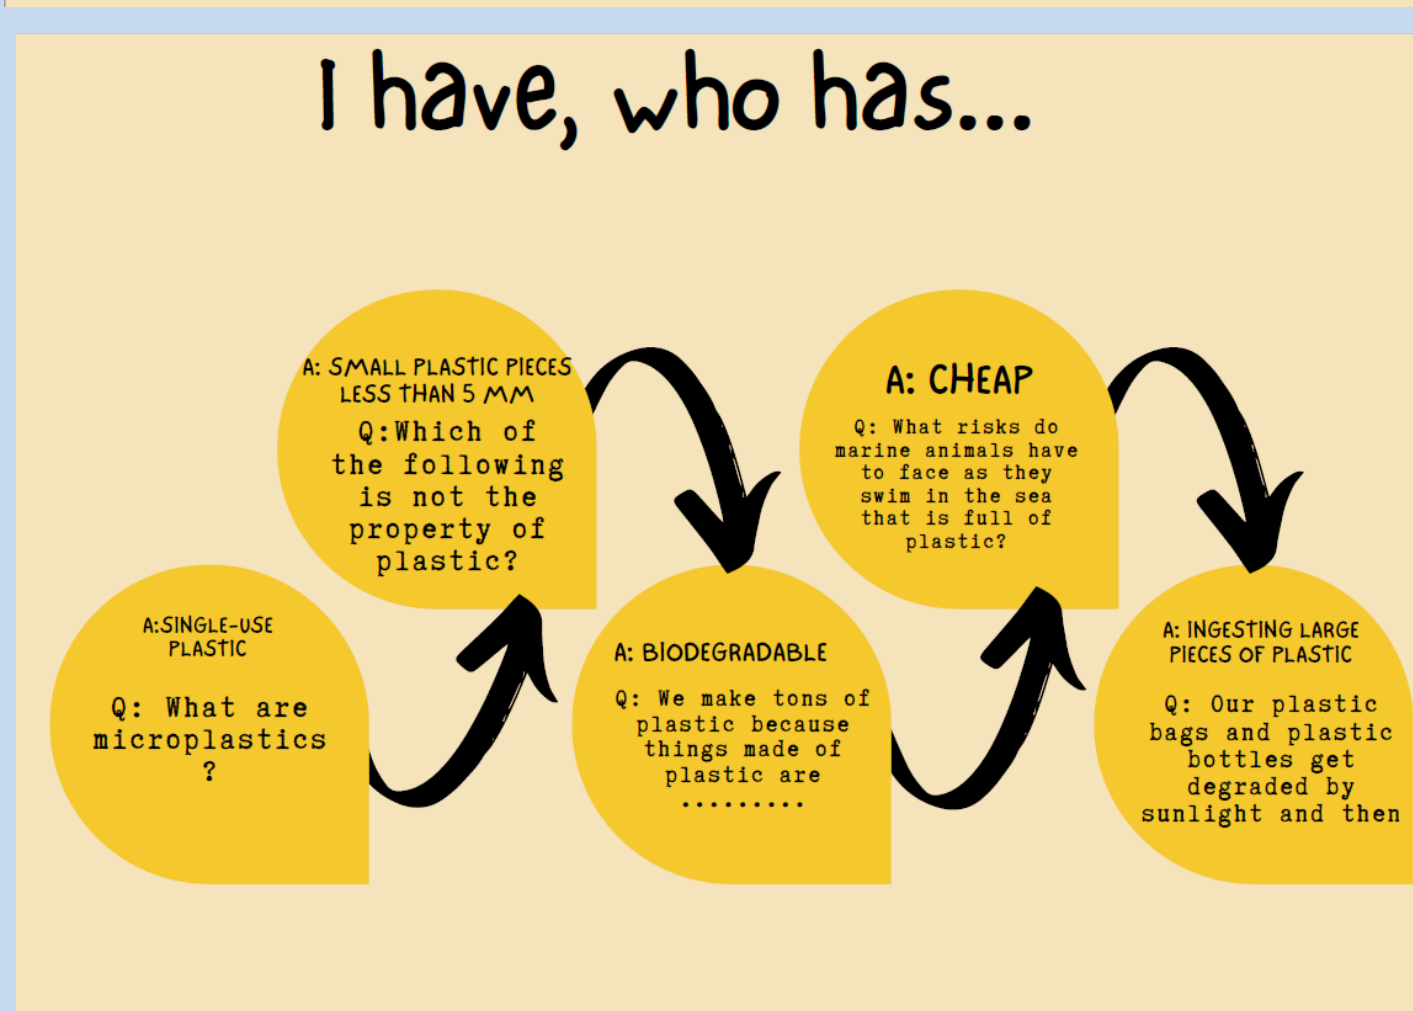 I have, who has...
A:SINGLE-USE
PLASTIC
Q: What are
microplastics
?
A: SMALL PLASTIC PIECES
LESS THAN 5 MM
Q:Which of
the following
is not the
property of
plastic?
A: BIODEGRADABLE
Q: We make tons of
plastic because
things made of
plastic are
.........
A: CHEAP
Q: What risks do
marine animals have
to face as they
swim in the sea
that is full of
plastic?
A: INGESTING LARGE
PIECES OF PLASTIC
Q: Our plastic
bags and plastic
bottles get
degraded by
sunlight and then